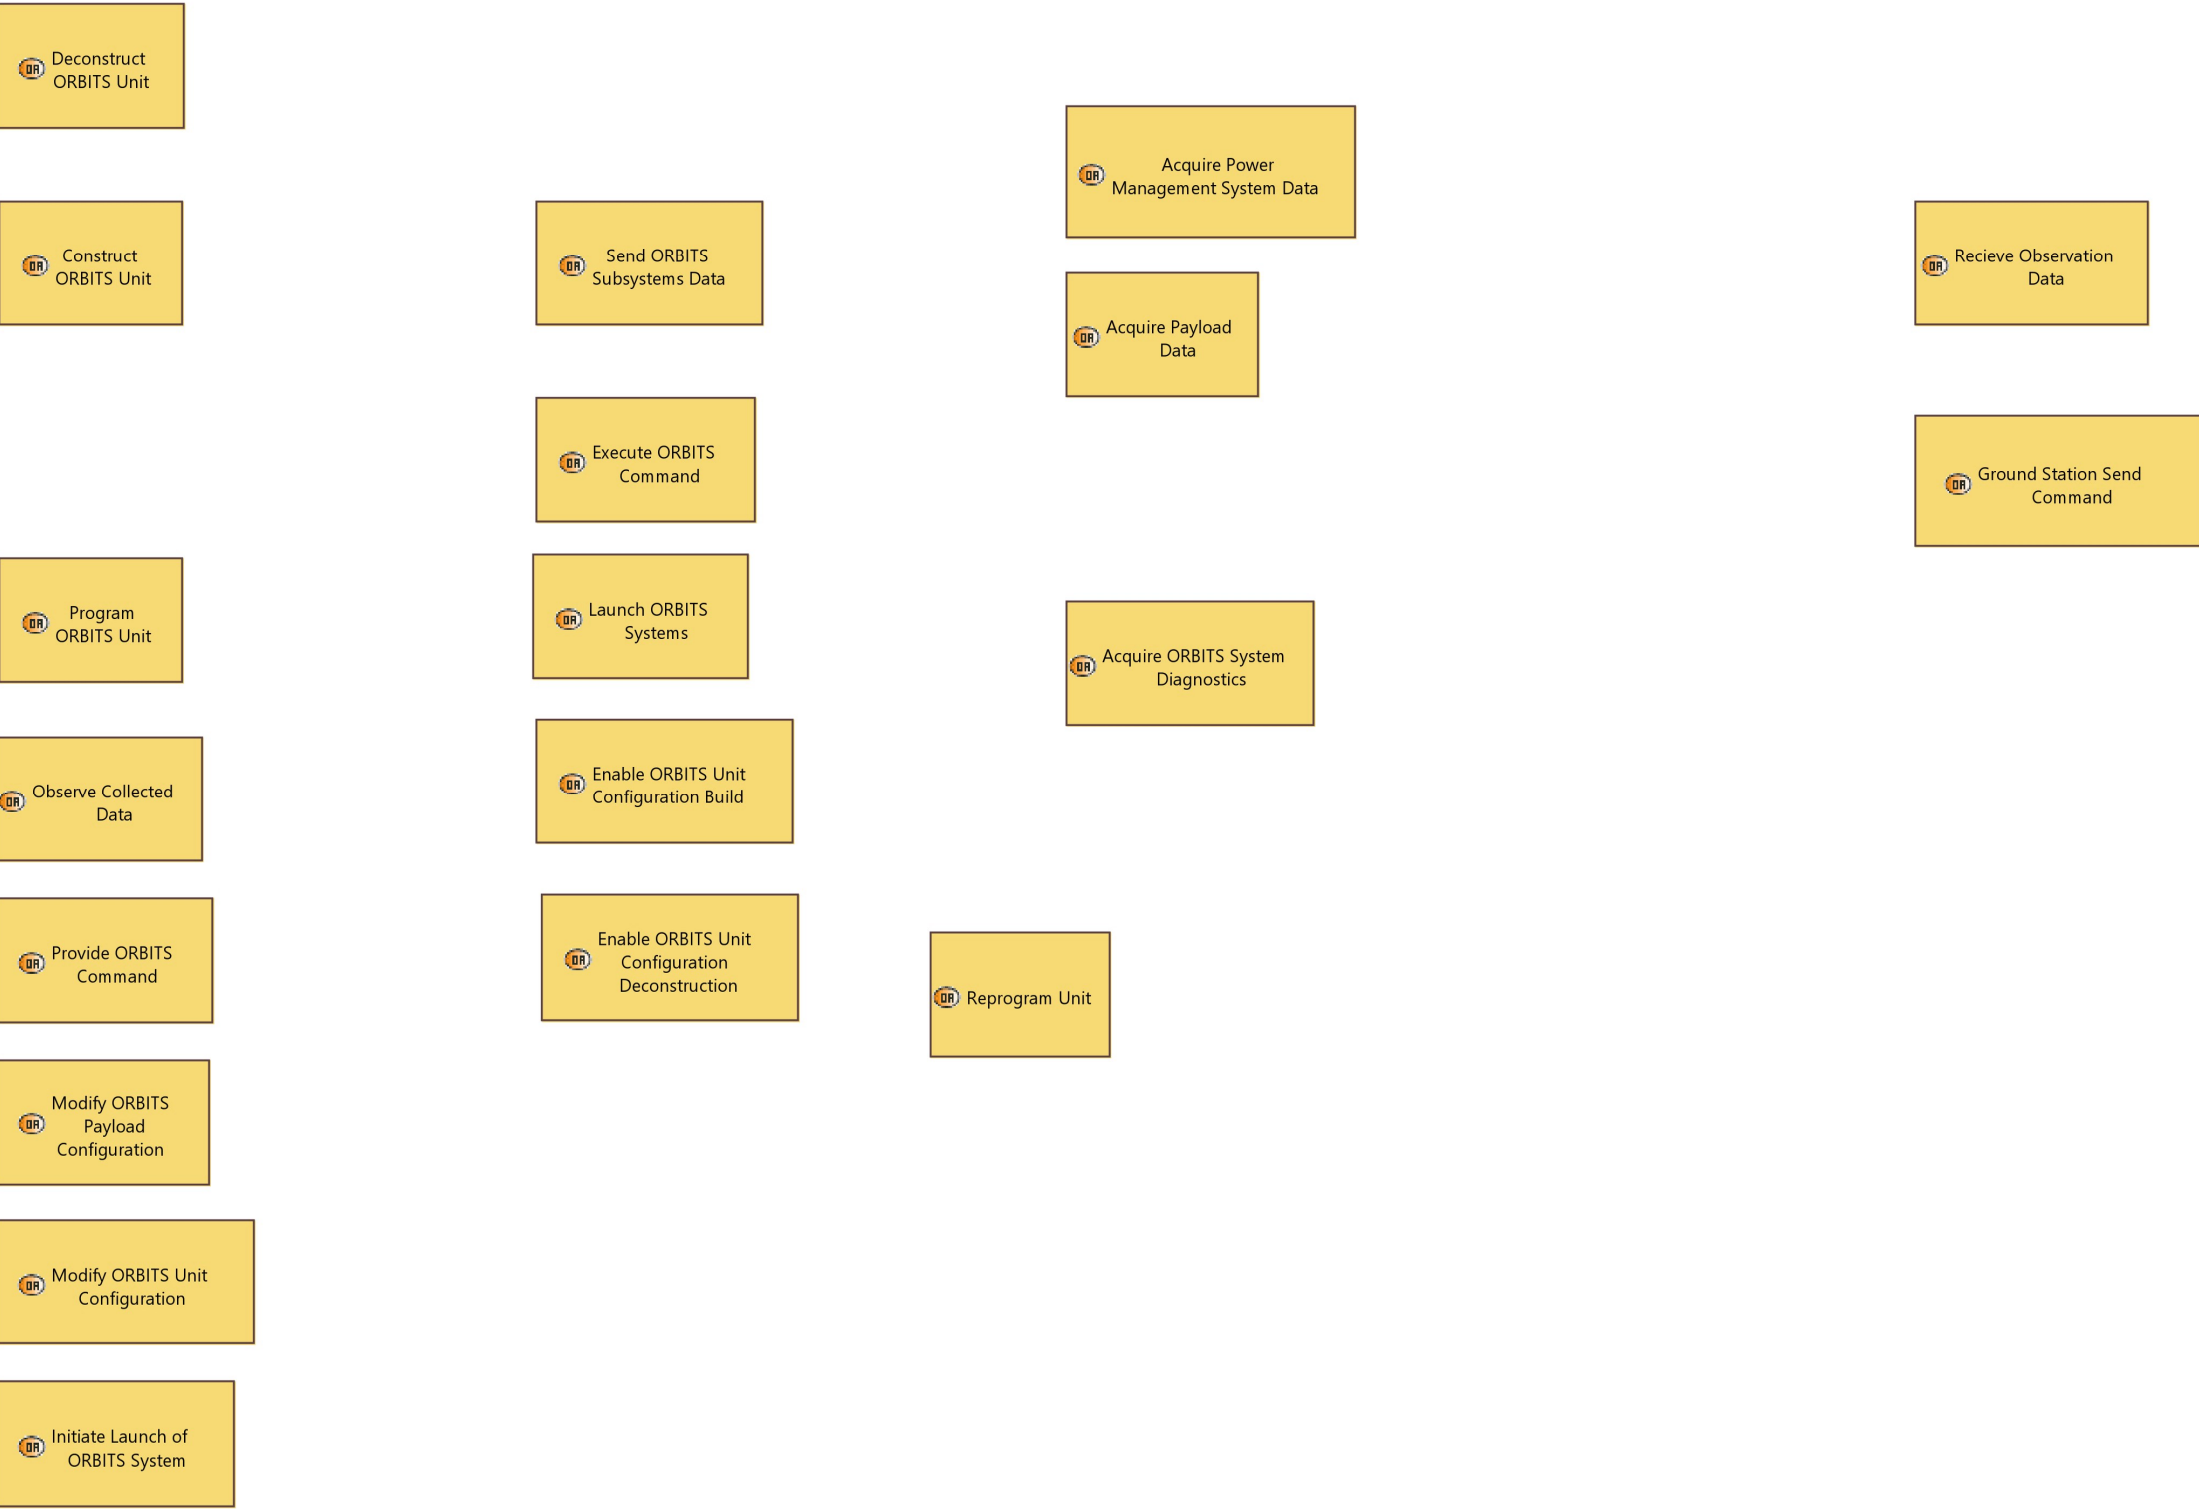 Deconstruct
ORBITS Unit
Construct
ORBITS Unit
Program
ORBITS Unit
Observe Collected
Data
Provide ORBITS
Command
Modify ORBITS
Payload
Configuration
Modify ORBITS Unit
Configuration
Initiate Launch of
ORBITS System
Send ORBITS
Subsystems Data
Execute ORBITS
Command
Launch ORBITS
Systems
Enable ORBITS Unit
Configuration Build
Enable ORBITS Unit
Configuration
Deconstruction
Acquire Power
Management System Data
Acquire Payload
Data
Acquire ORBITS System
Diagnostics
Reprogram Unit
Recieve Observation
Data
Ground Station Send
Command